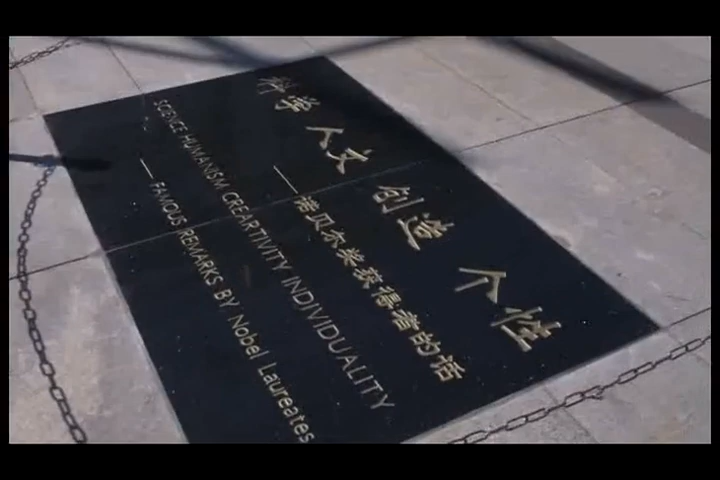 科学 人文 创造 个性
——诺贝尔奖获得者的话
SCIENCE HUMANISM CREARTIVITY INDIVIDUALITY
—FAMOUS REMARKS BY Nobel Laureates